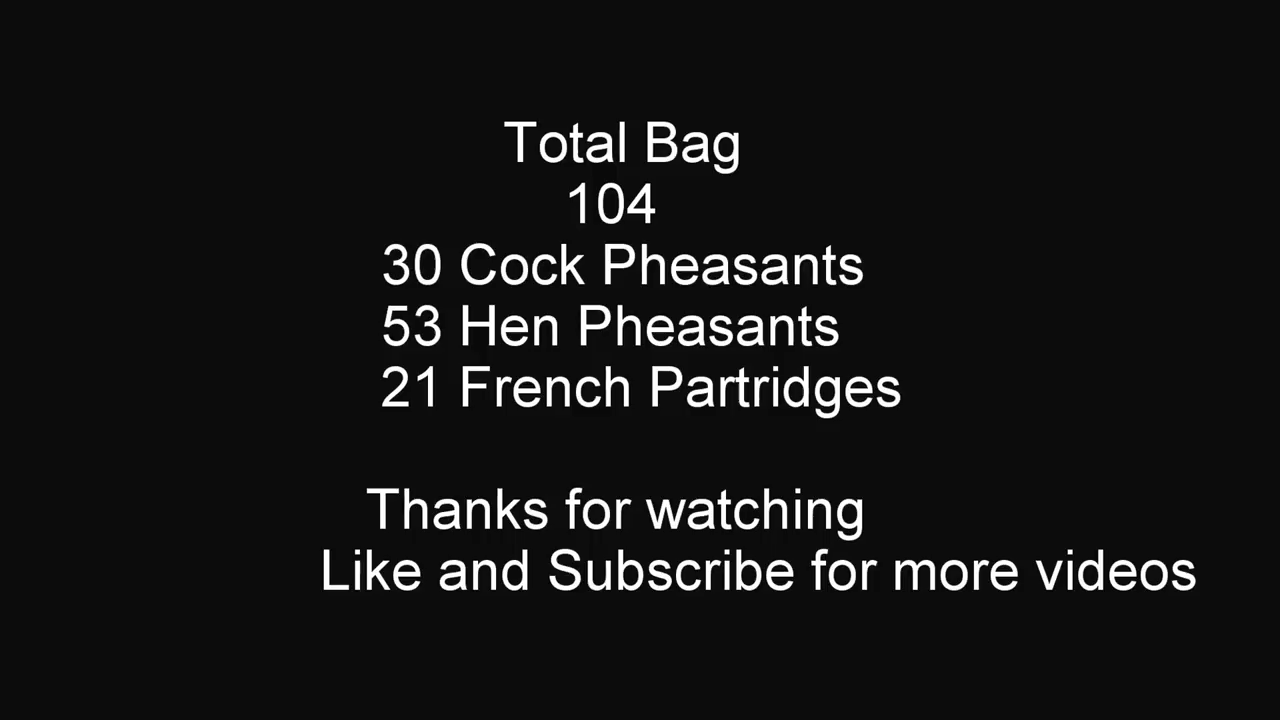 Total Bag
104
30 Cock Pheasants
53 Hen Pheasants
21 French Partridges
Thanks for watching
Like and Subscribe for more videos